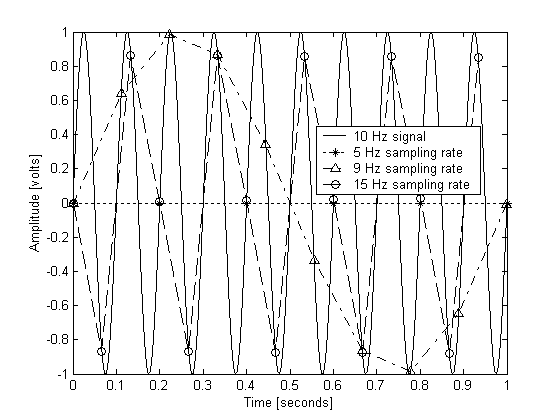 1
0.8
0.6
0.4
0.2
0
-0.2
-0.4
-0.6
-0.8
-1
Amplitude [volts]
10 Hz signal
5 Hz sampling rate
9 Hz sampling rate
15 Hz sampling rate
0 0.1 0.2 0.3 0.4 0.5 0.6 0.7 0.8 0.9 1
Time [seconds]